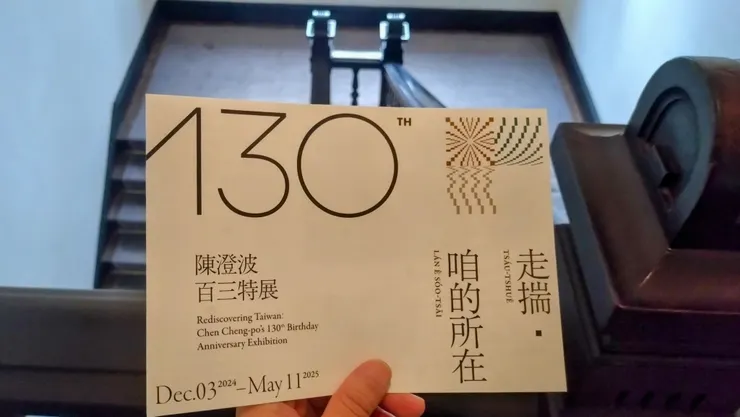 130TH
陳澄波
百三特展
Rediscovering Taiwan:
Chen Cheng-po's 130th Birthday
Anniversary Exhibition
Dec.03 2024–May 11 2025
走揣·
TSÁU-TSHUĒ
咱的所在
LÁN Ê SÓO-TSĀI